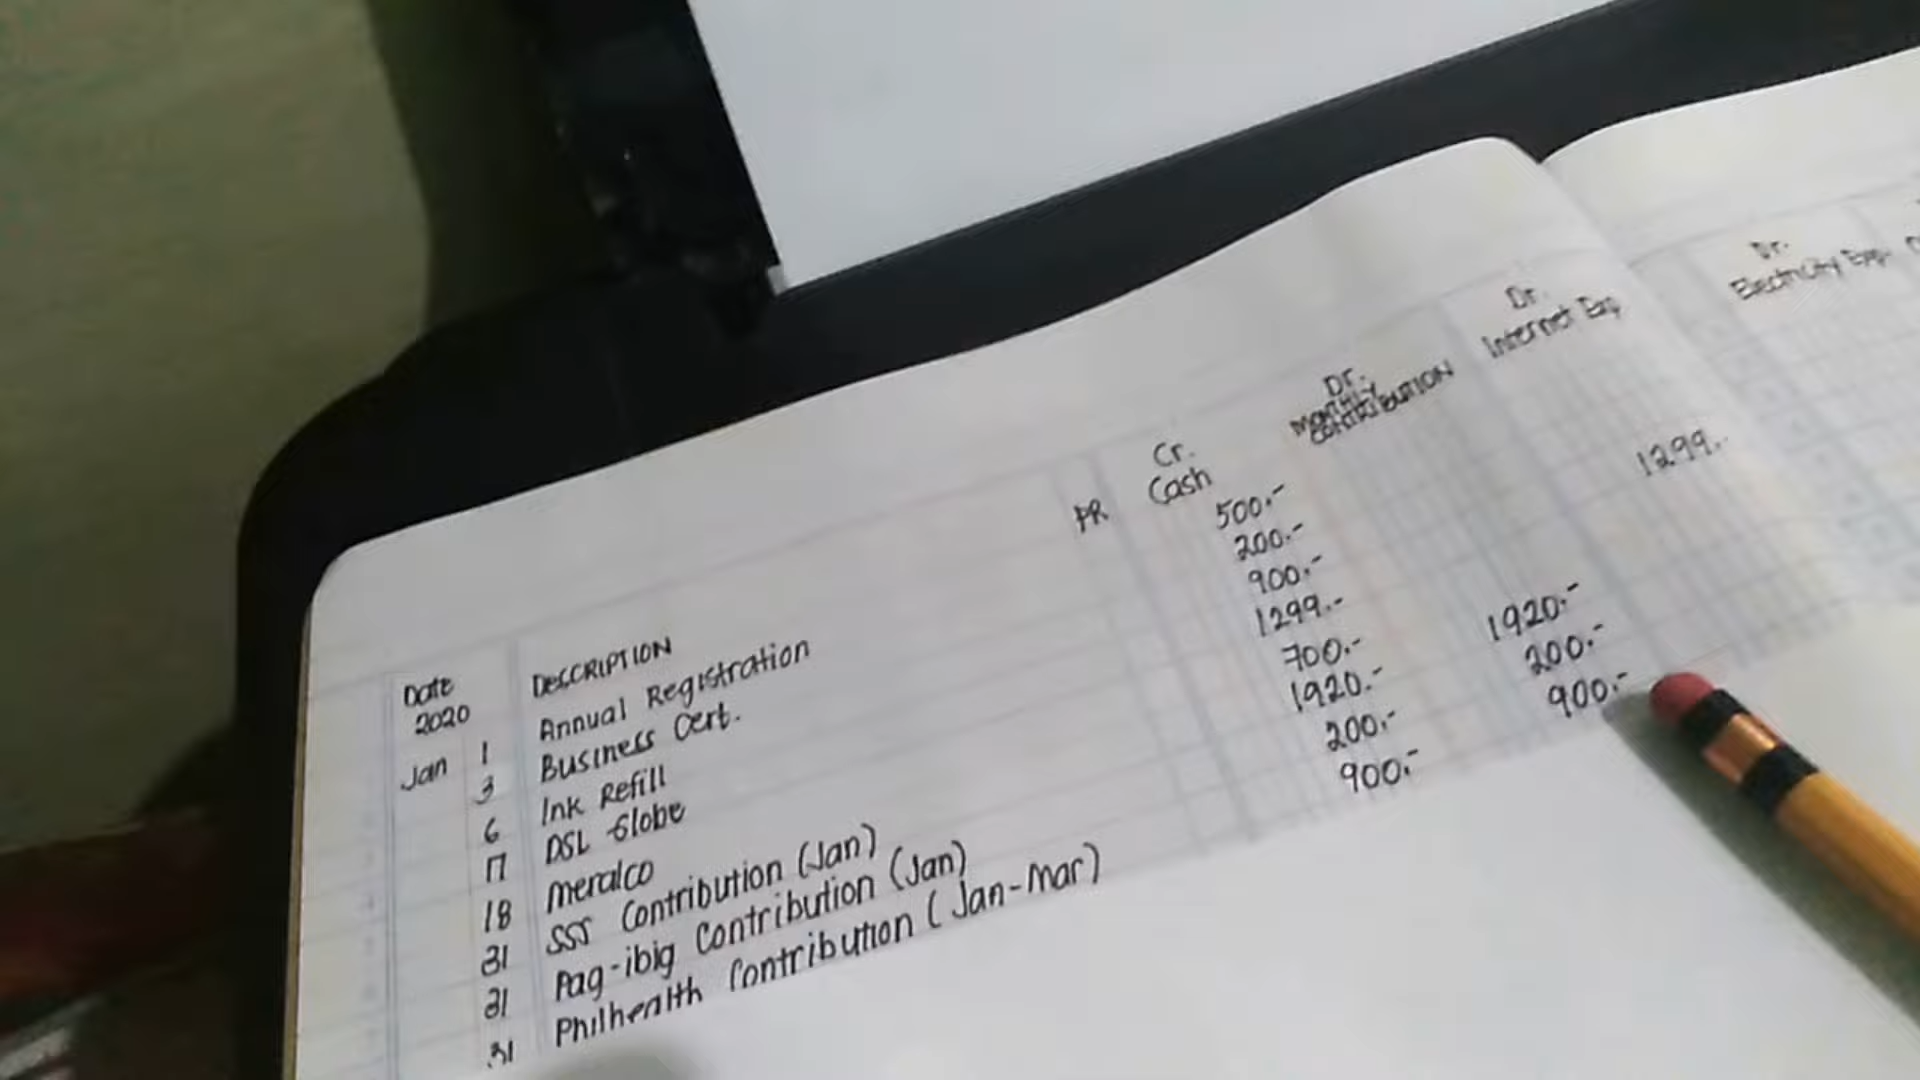 Dr.
Electricity Exp.
Dr.
Internet Exp
Dr.
MONTHLY
CONTRIBUTION
Cr.
Cash
PR
Date DESCRIPTION
2020
Jan 1 Annual Registration 500.-
3 Business Cert. 200.-
6 Ink Refill 900.-
17 DSL Globe 1299.- 1299.-
18 Meralco 700.-
31 SSS Contribution (Jan) 1920.- 1920.-
31 Pag-ibig Contribution (Jan) 200.- 200.-
31 Philhealth Contribution (Jan-Mar) 900.- 900.-